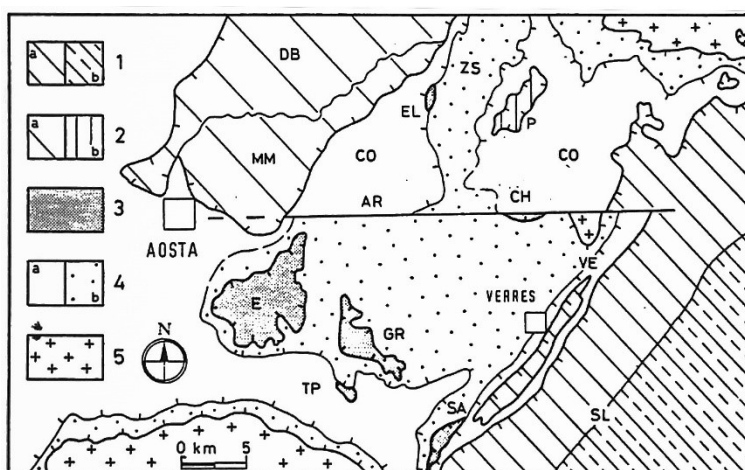 a b 1
a b 2
3
a b 4
5
N
0 km 5
DB
ZS
EL
P
MM
CO
CO
AR
CH
AOSTA
VE
E
VERRES
GR
TP
SA
SL